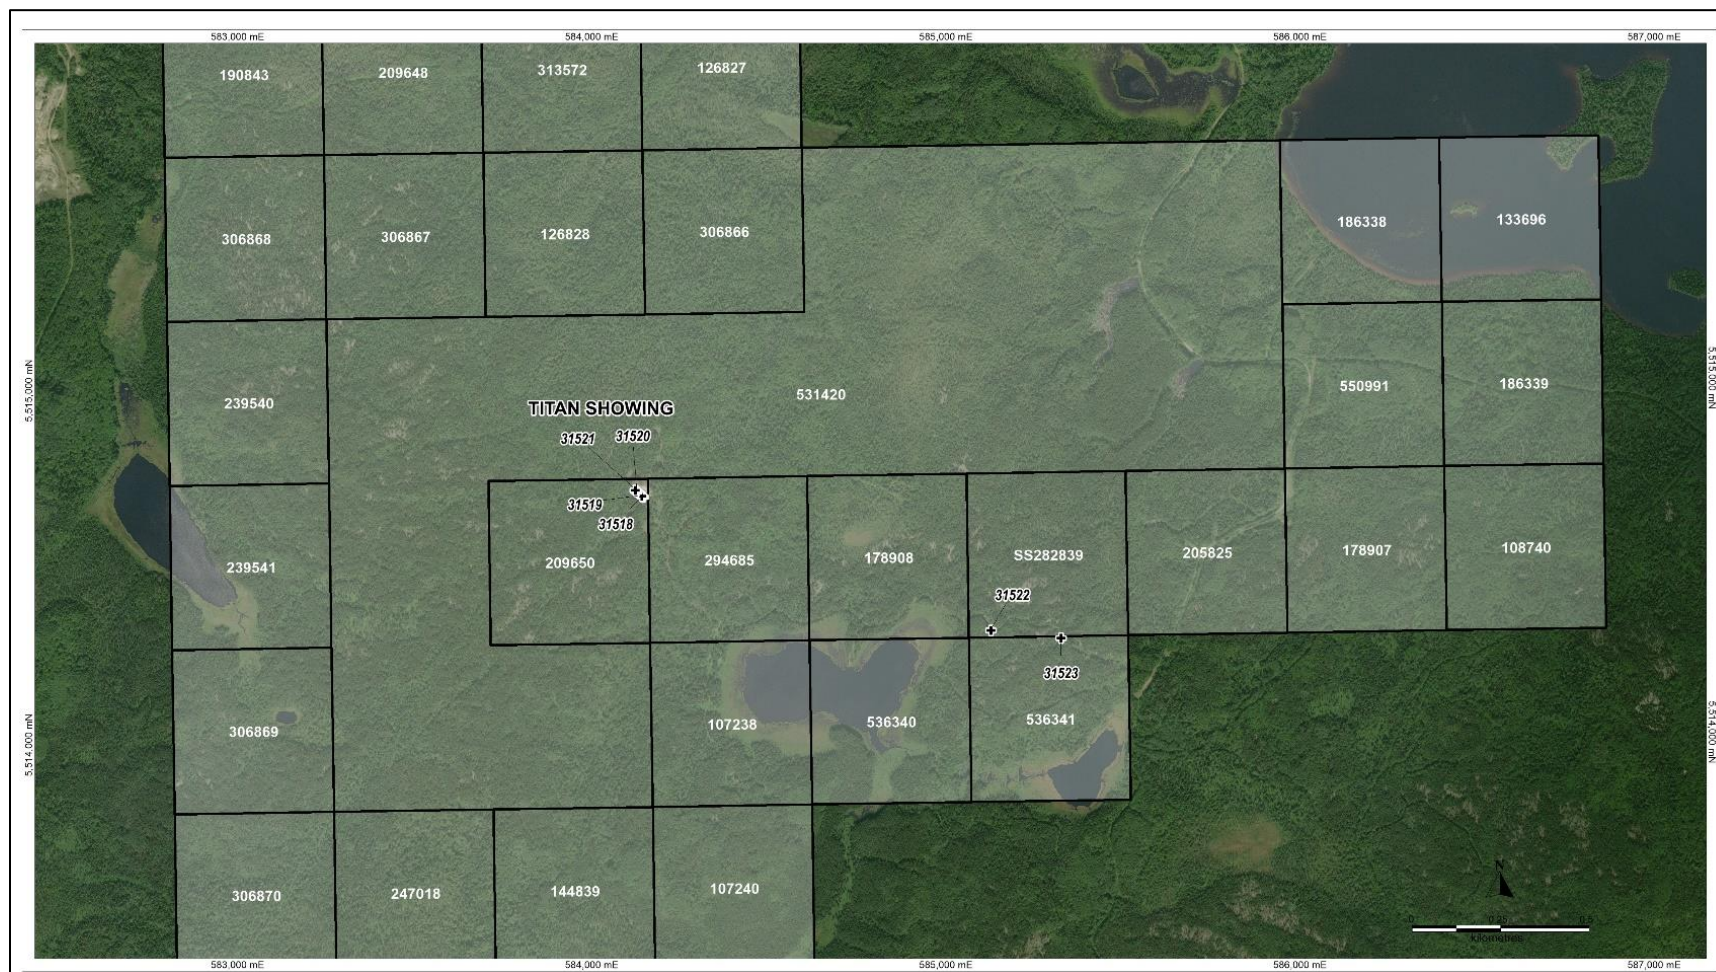 583,000 mE 584,000 mE 585,000 mE 586,000 mE 587,000 mE
190843 209648 313572 126827
306868 306867 126828 306866 186338 133696
5,515,000 mN 5,515,000 mN
239540 531420 550991 186339
TITAN SHOWING
31521 31520
31519
31518
239541 209650 294685 178908 SS282839 205825 178907 108740
31522
31523
5,514,000 mN 5,514,000 mN
306869 107238 536340 536341
306870 247018 144839 107240
N
0 0.25 0.5
Kilometres
583,000 mE 584,000 mE 585,000 mE 586,000 mE 587,000 mE